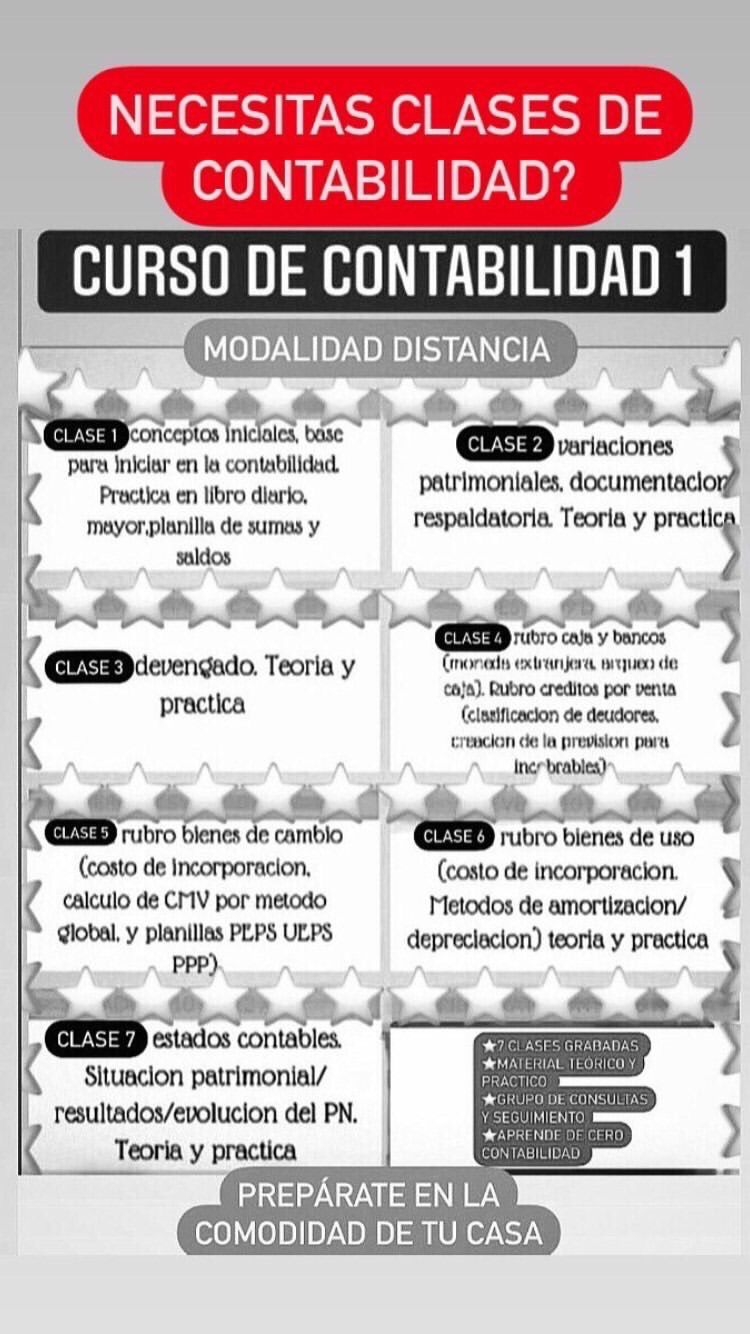 NECESITAS CLASES DE
CONTABILIDAD?
CURSO DE CONTABILIDAD 1
MODALIDAD DISTANCIA
CLASE 1 conceptos iniciales, base
para iniciar en la contabilidad.
Practica en libro diario,
mayor,planilla de sumas y
saldos
CLASE 2 variaciones
patrimoniales, documentacion
respaldatoria. Teoria y practica
CLASE 3 devengado. Teoria y
practica
CLASE 4 rubro caja y bancos
(moneda extranjera, arqueo de
caja). Rubro creditos por venta
(clasificacion de deudores,
creacion de la prevision para
incobrables)
CLASE 5 rubro bienes de cambio
(costo de incorporacion,
calculo de CMV por metodo
global, y planillas PEPS UEPS
PPP)
CLASE 6 rubro bienes de uso
(costo de incorporacion.
Metodos de amortizacion/
depreciacion) teoria y practica
CLASE 7 estados contables.
Situacion patrimonial/
resultados/evolucion del PN.
Teoria y practica
★7 CLASES GRABADAS
★MATERIAL TEÓRICO Y
PRACTICO
★GRUPO DE CONSULTAS
Y SEGUIMIENTO
★APRENDE DE CERO
CONTABILIDAD
PREPÁRATE EN LA
COMODIDAD DE TU CASA